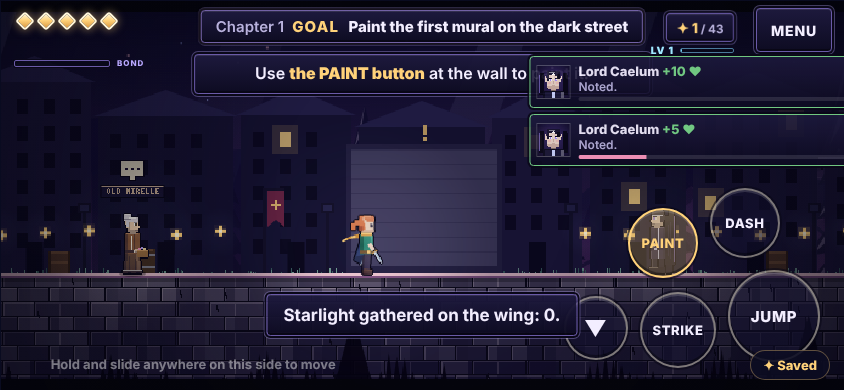 Chapter 1 GOAL Paint the first mural on the dark street
✦ 1 / 43
MENU
BOND
LV 1
Use the PAINT button at the wall to
Lord Caelum +10 ♥
Noted.
Lord Caelum +5 ♥
Noted.
OLD MIRELLE
PAINT
DASH
Starlight gathered on the wing: 0.
▼
STRIKE
JUMP
Hold and slide anywhere on this side to move
✦ Saved